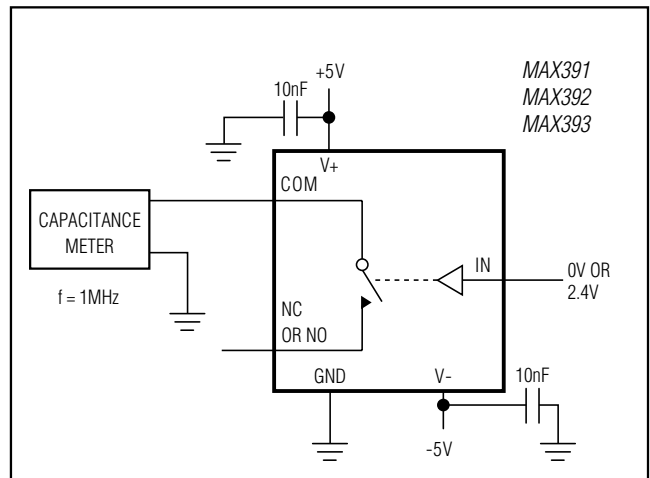 +5V
10nF
MAX391
MAX392
MAX393
V+
COM
CAPACITANCE
METER
IN
0V OR
2.4V
f = 1MHz
NC
OR NO
GND
V-
10nF
-5V